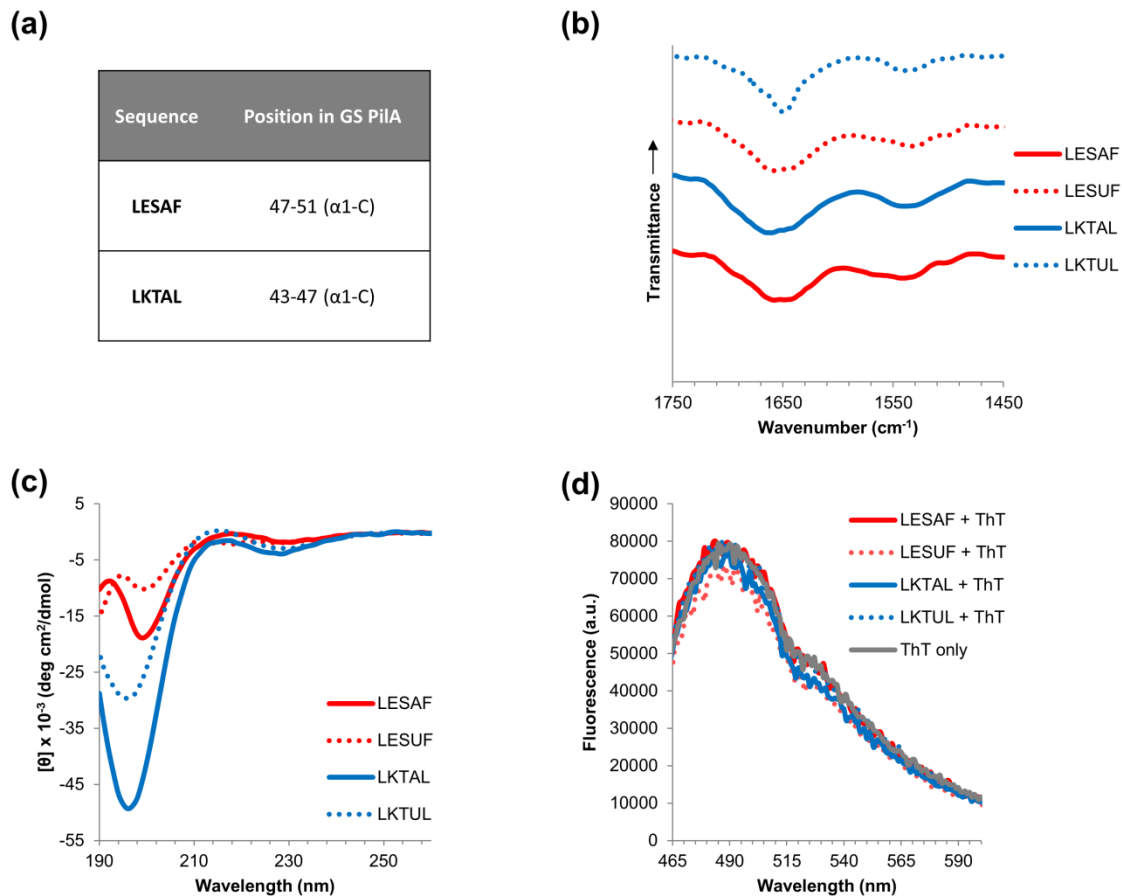 (a)
Sequence Position in GS PilA
LESAF 47-51 (α1-C)
LKTAL 43-47 (α1-C)
(b)
Transmittance
1750 1650 1550 1450
Wavenumber (cm⁻¹)
LESAF
LESUF
LKTAL
LKTUL
(c)
[θ] x 10⁻³ (deg cm²/dmol)
5
-5
-15
-25
-35
-45
-55
190 210 230 250
Wavelength (nm)
LESAF
LESUF
LKTAL
LKTUL
(d)
Fluorescence (a.u.)
90000
80000
70000
60000
50000
40000
30000
20000
10000
0
465 490 515 540 565 590
Wavelength (nm)
LESAF + ThT
LESUF + ThT
LKTAL + ThT
LKTUL + ThT
ThT only